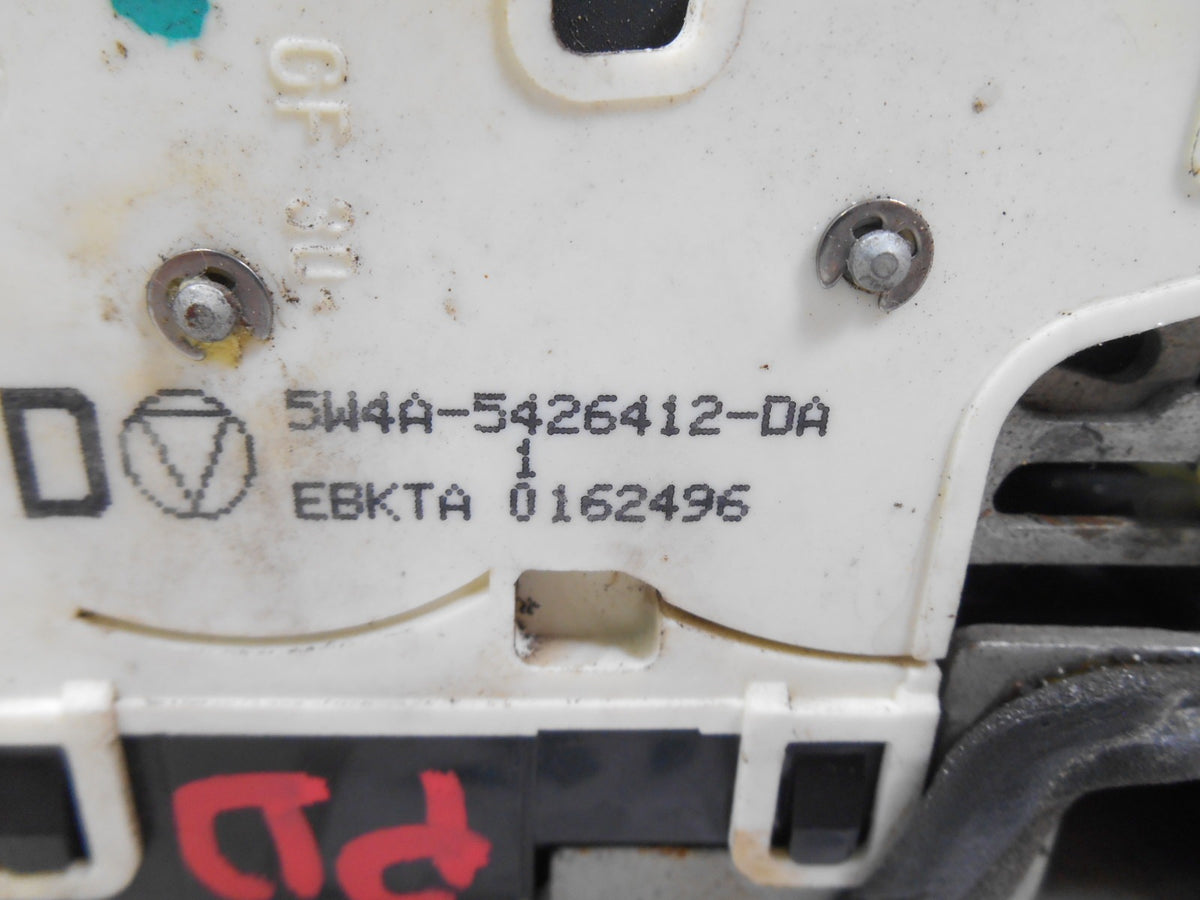 GF 30
D 5W4A-5426412-DA
1
EBKTA 0162496
PD